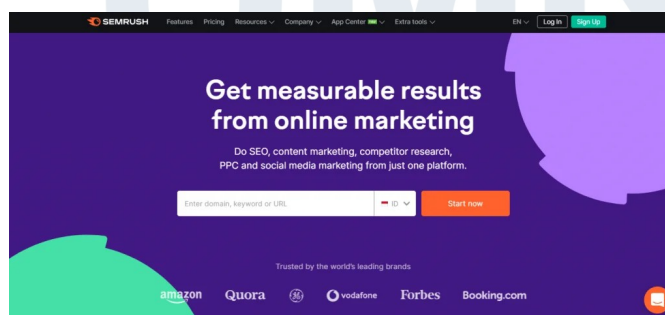 SEMRUSH Features Pricing Resources Company App Center NEW Extra tools EN Log In Sign Up
Get measurable results
from online marketing
Do SEO, content marketing, competitor research,
PPC and social media marketing from just one platform.
Enter domain, keyword or URL ID Start now
Trusted by the world's leading brands
amazon Quora GE vodafone Forbes Booking.com